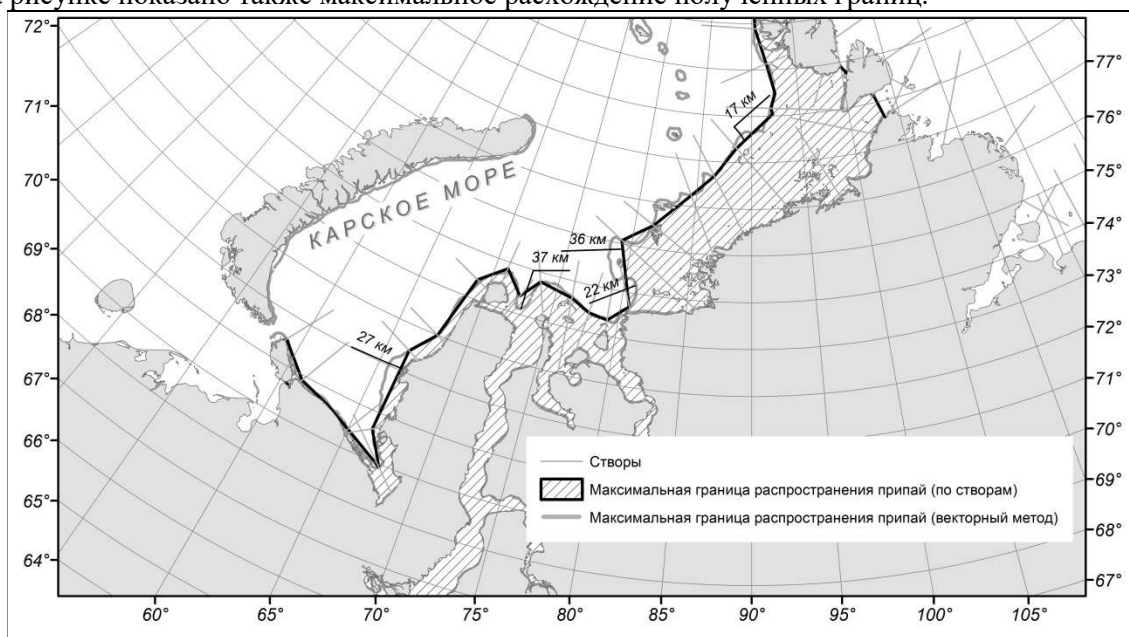 рисунке показано также максимальное расхождение полученных границ.
72°
71°
70°
69°
68°
67°
66°
65°
64°
77°
76°
75°
74°
73°
72°
71°
70°
69°
68°
67°
КАРСКОЕ МОРЕ
17 км
36 км
37 км
22 км
27 км
Створы
Максимальная граница распространения припай (по створам)
Максимальная граница распространения припай (векторный метод)
60° 65° 70° 75° 80° 85° 90° 95° 100° 105°